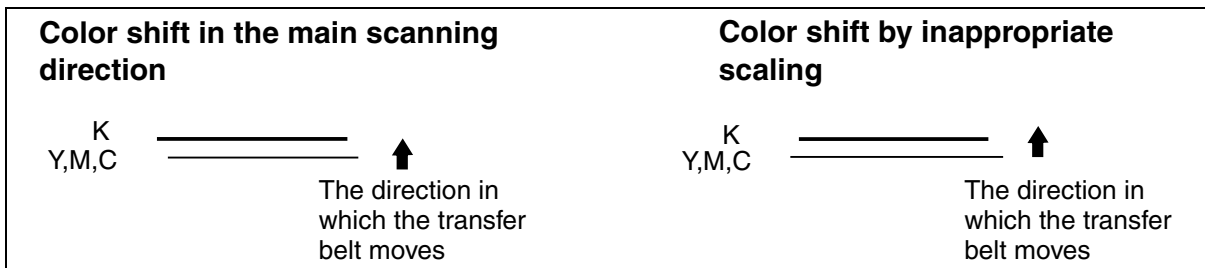 Color shift in the main scanning
direction
K
Y,M,C
The direction in
which the transfer
belt moves
Color shift by inappropriate
scaling
K
Y,M,C
The direction in
which the transfer
belt moves